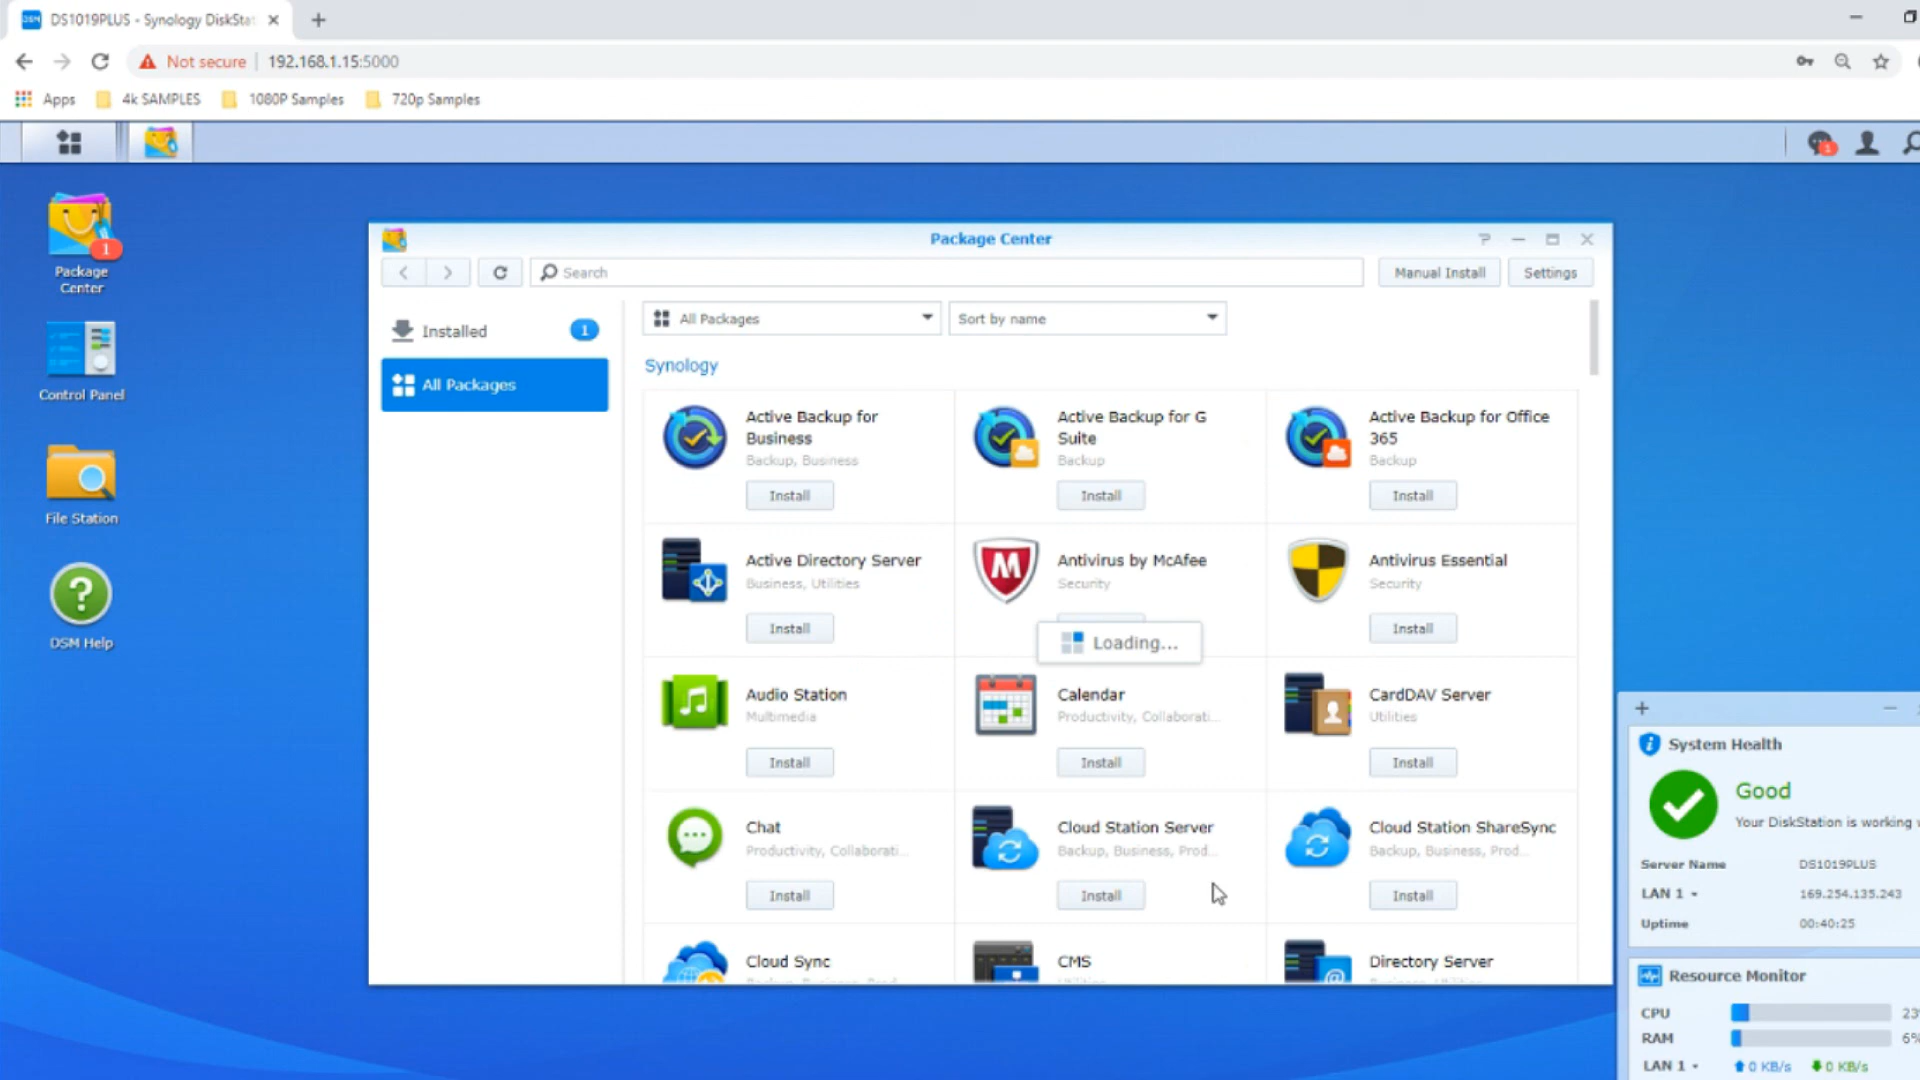 DS1019PLUS - Synology DiskSta
Not secure
192.168.1.15:5000
Apps
4k SAMPLES
1080P Samples
720p Samples
1
1
Package
Center
Control Panel
File Station
?
DSM Help
Package Center
Search
Manual Install
Settings
Installed
1
All Packages
All Packages
Sort by name
Synology
Active Backup for
Business
Backup, Business
Install
Active Backup for G
Suite
Backup
Install
Active Backup for Office
365
Backup
Install
Active Directory Server
Business, Utilities
Install
Antivirus by McAfee
Security
Antivirus Essential
Security
Install
Loading...
Audio Station
Multimedia
Install
Calendar
Productivity, Collaborati...
Install
CardDAV Server
Utilities
Install
Chat
Productivity, Collaborati...
Install
Cloud Station Server
Backup, Business, Prod...
Install
Cloud Station ShareSync
Backup, Business, Prod...
Install
Cloud Sync
CMS
Directory Server
System Health
Good
Your DiskStation is working
Server Name
DS1019PLUS
LAN 1
169.254.135.243
Uptime
00:40:25
Resource Monitor
CPU
23
RAM
6%
LAN 1
0 KB/s
0 KB/s